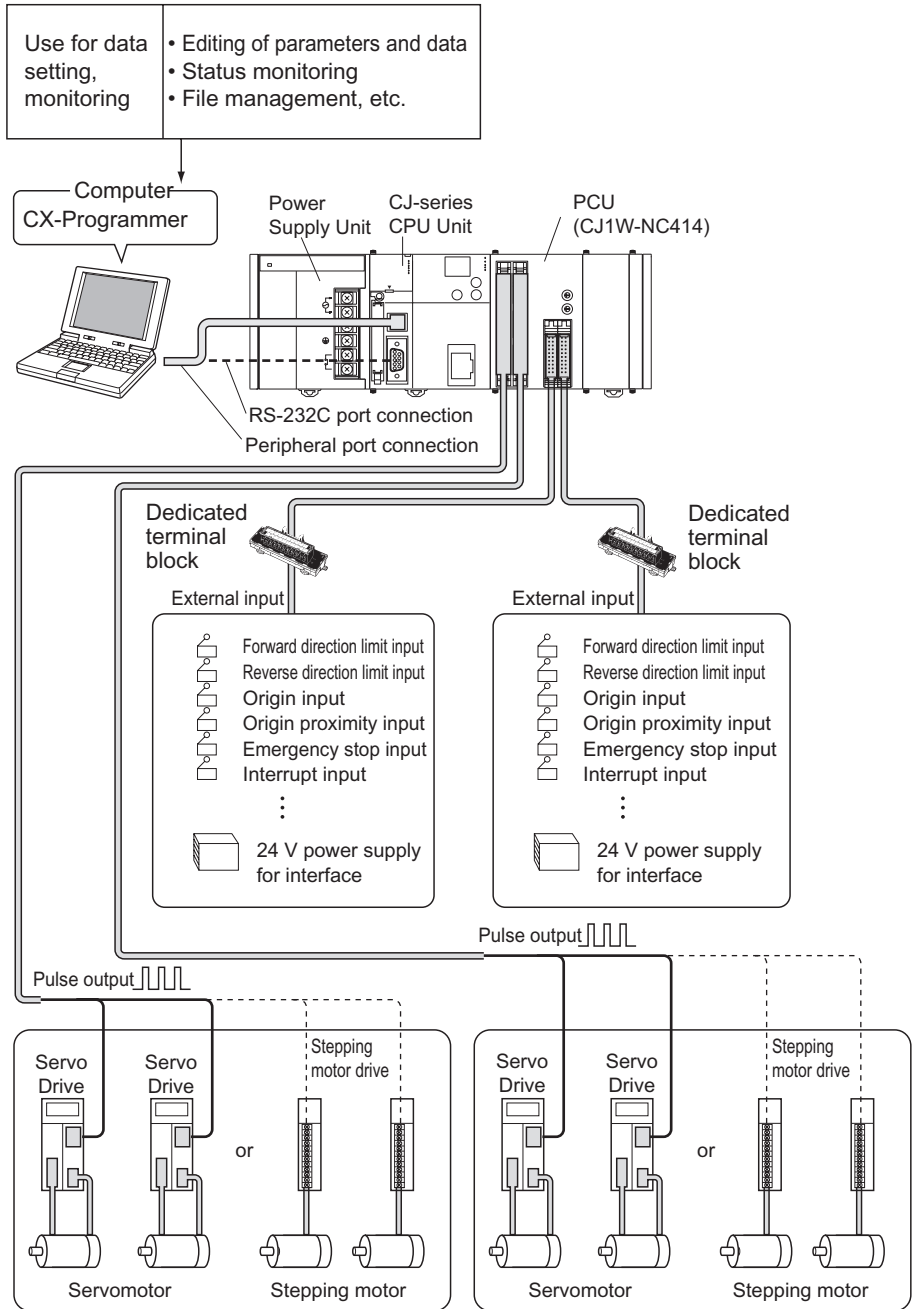 Use for data
setting,
monitoring
• Editing of parameters and data
• Status monitoring
• File management, etc.
Computer
CX-Programmer
Power
Supply Unit
CJ-series
CPU Unit
PCU
(CJ1W-NC414)
RS-232C port connection
Peripheral port connection
Dedicated
terminal
block
Dedicated
terminal
block
External input
Forward direction limit input
Reverse direction limit input
Origin input
Origin proximity input
Emergency stop input
Interrupt input
24 V power supply
for interface
External input
Forward direction limit input
Reverse direction limit input
Origin input
Origin proximity input
Emergency stop input
Interrupt input
24 V power supply
for interface
Pulse output
Pulse output
Servo
Drive
Servo
Drive
or
Stepping
motor drive
Servomotor
Stepping motor
Servo
Drive
Servo
Drive
or
Stepping
motor drive
Servomotor
Stepping motor